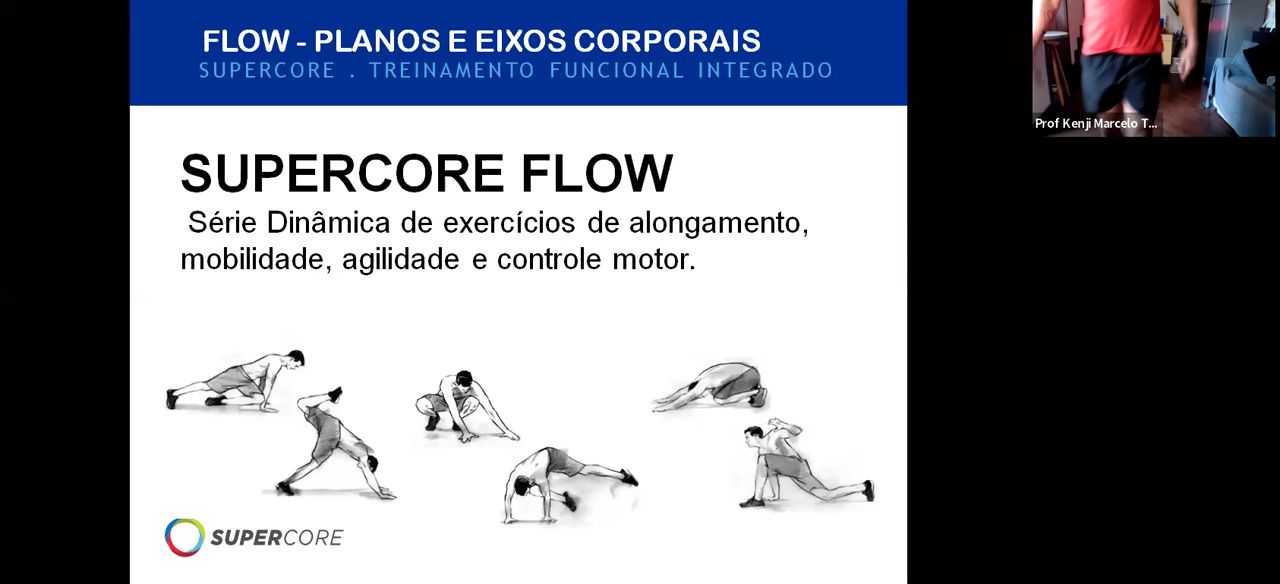 FLOW - PLANOS E EIXOS CORPORAIS
SUPERCORE . TREINAMENTO FUNCIONAL INTEGRADO
Prof Kenji Marcelo T...
SUPERCORE FLOW
Série Dinâmica de exercícios de alongamento,
mobilidade, agilidade e controle motor.
SUPERCORE